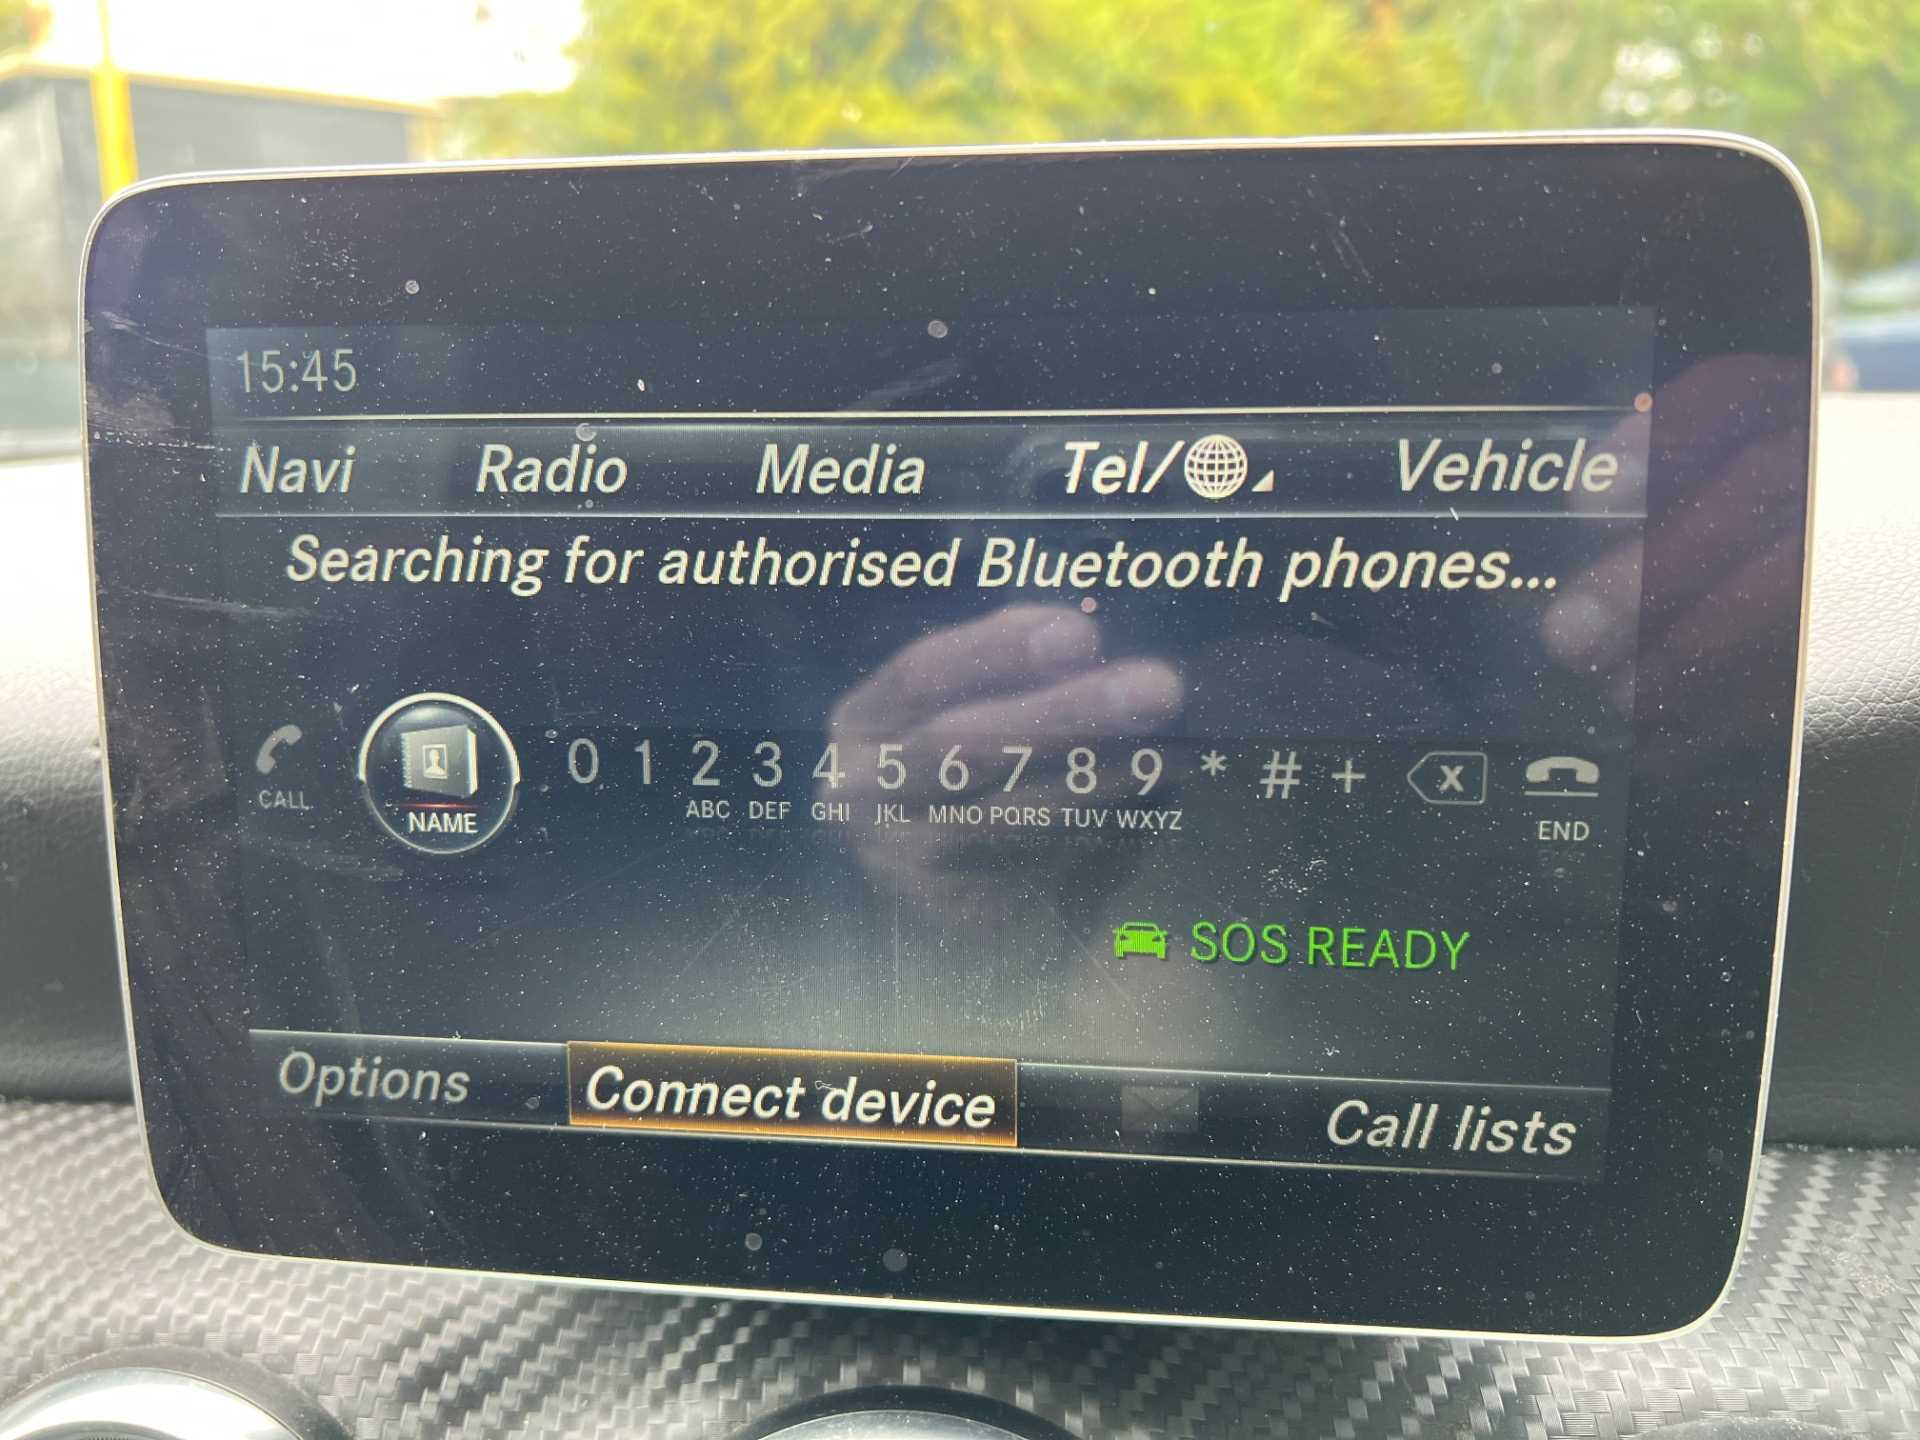 15:45
Navi Radio Media Tel/ Vehicle
Searching for authorised Bluetooth phones...
0 1 2 3 4 5 6 7 8 9 * # + X
CALL NAME ABC DEF GHI JKL MNO PQRS TUV WXYZ END
SOS READY
Options Connect device Call lists